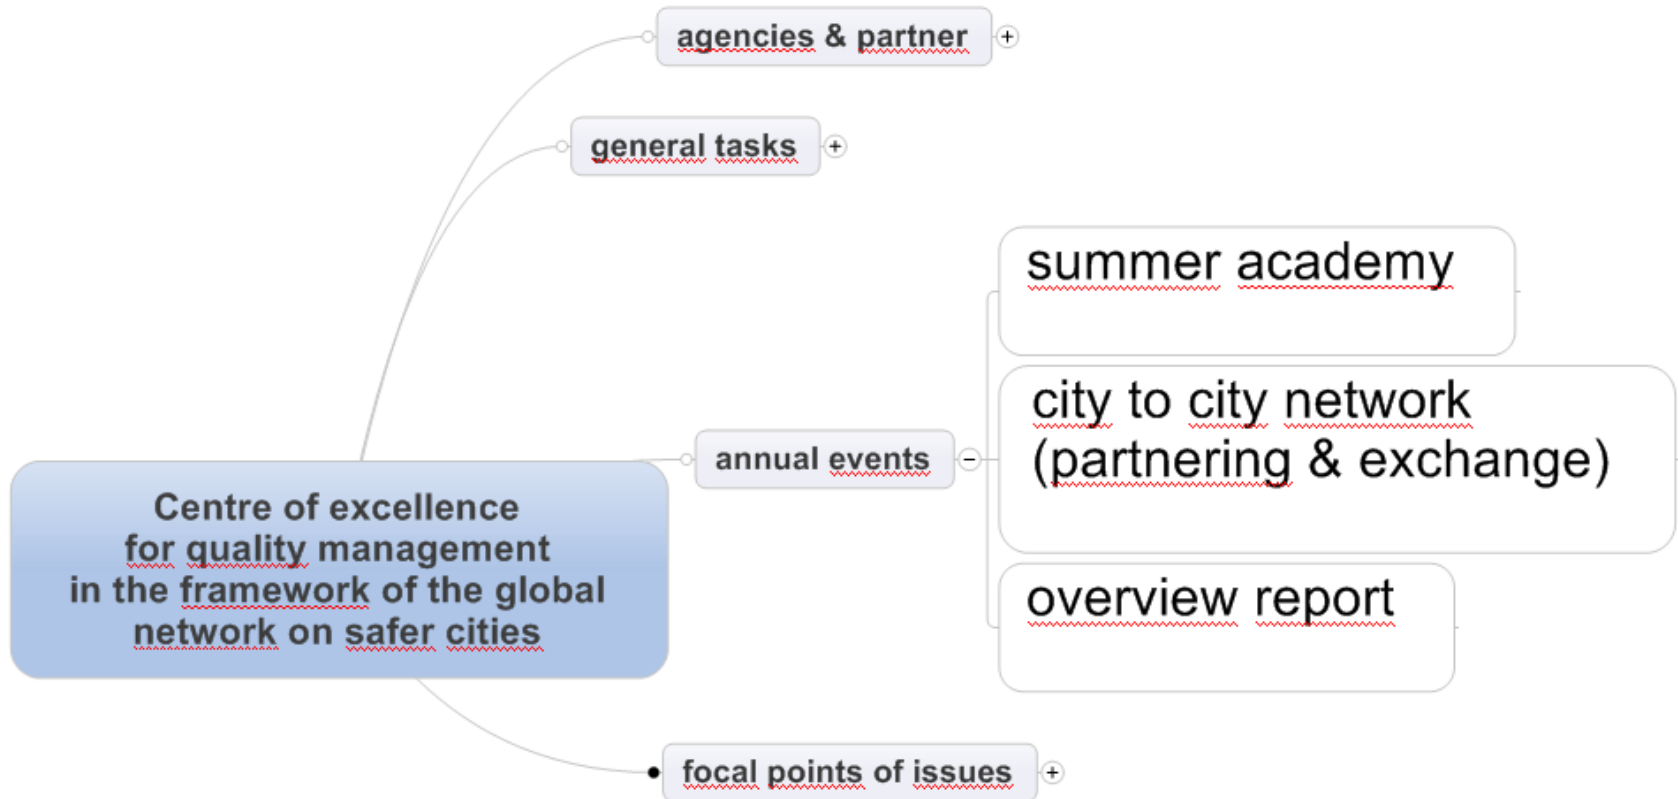 agencies & partner
general tasks
summer academy
city to city network
(partnering & exchange)
annual events
overview report
Centre of excellence
for quality management
in the framework of the global
network on safer cities
focal points of issues